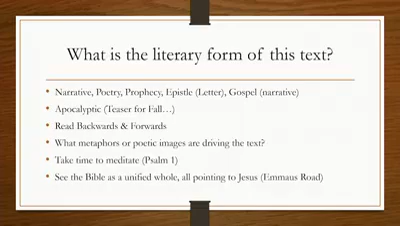 What is the literary form of this text?
Narrative, Poetry, Prophecy, Epistle (Letter), Gospel (narrative)
Apocalyptic (Teaser for Fall…)
Read Backwards & Forwards
What metaphors or poetic images are driving the text?
Take time to meditate (Psalm 1)
See the Bible as a unified whole, all pointing to Jesus (Emmaus Road)